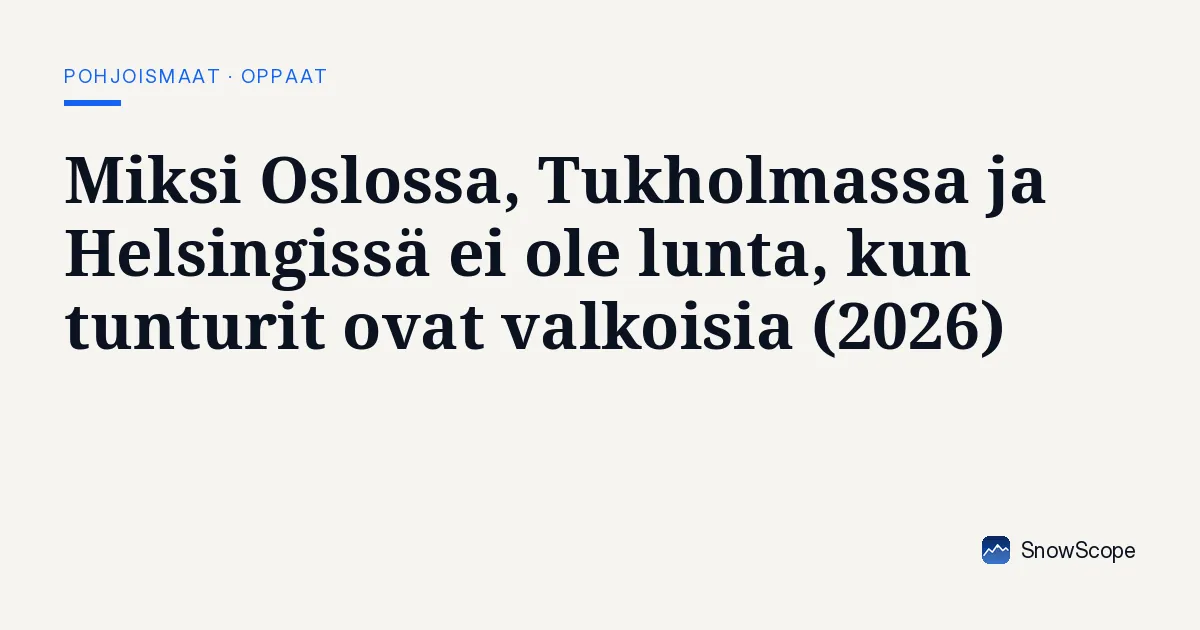 POHJOISMAAT · OPPAAT
Miksi Oslossa, Tukholmassa ja
Helsingissä ei ole lunta, kun
tunturit ovat valkoisia (2026)
SnowScope